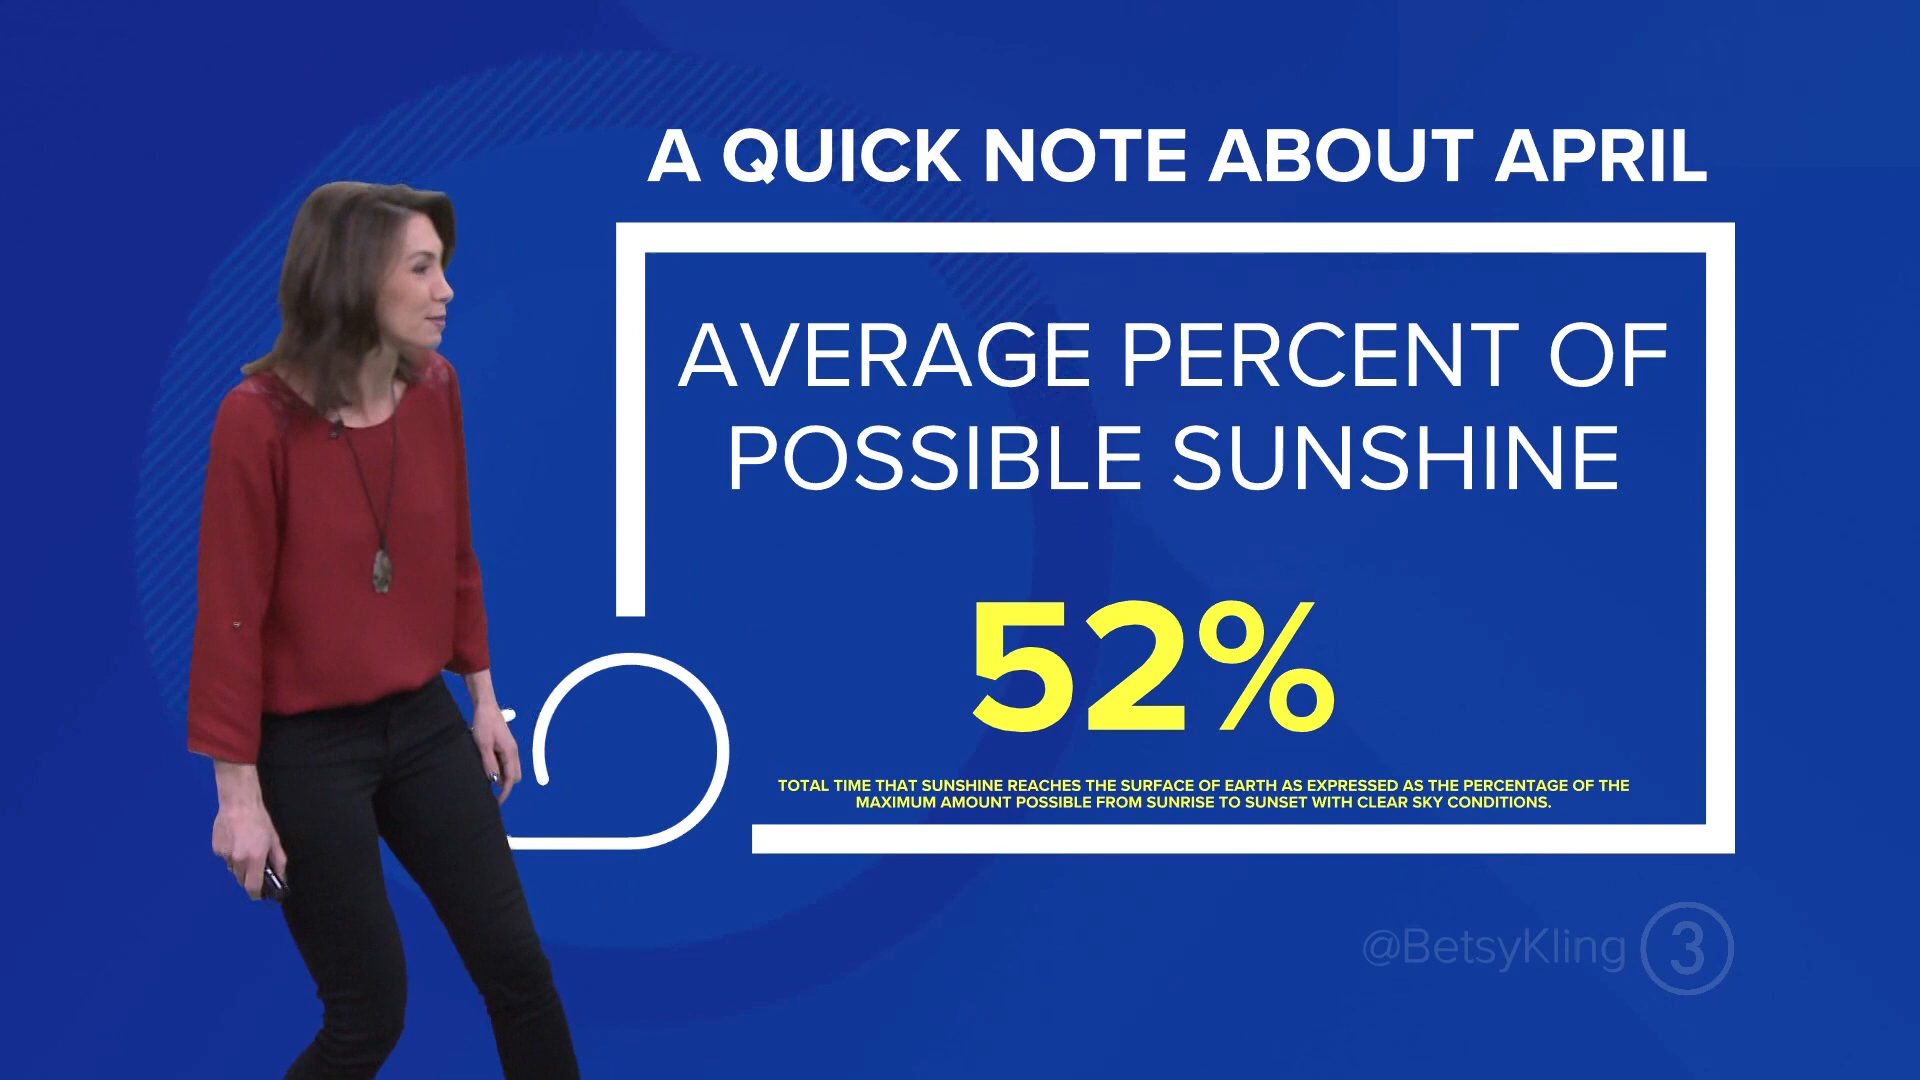 A QUICK NOTE ABOUT APRIL
AVERAGE PERCENT OF
POSSIBLE SUNSHINE
52%
TOTAL TIME THAT SUNSHINE REACHES THE SURFACE OF EARTH AS EXPRESSED AS THE PERCENTAGE OF THE
MAXIMUM AMOUNT POSSIBLE FROM SUNRISE TO SUNSET WITH CLEAR SKY CONDITIONS.
@BetsyKling 3